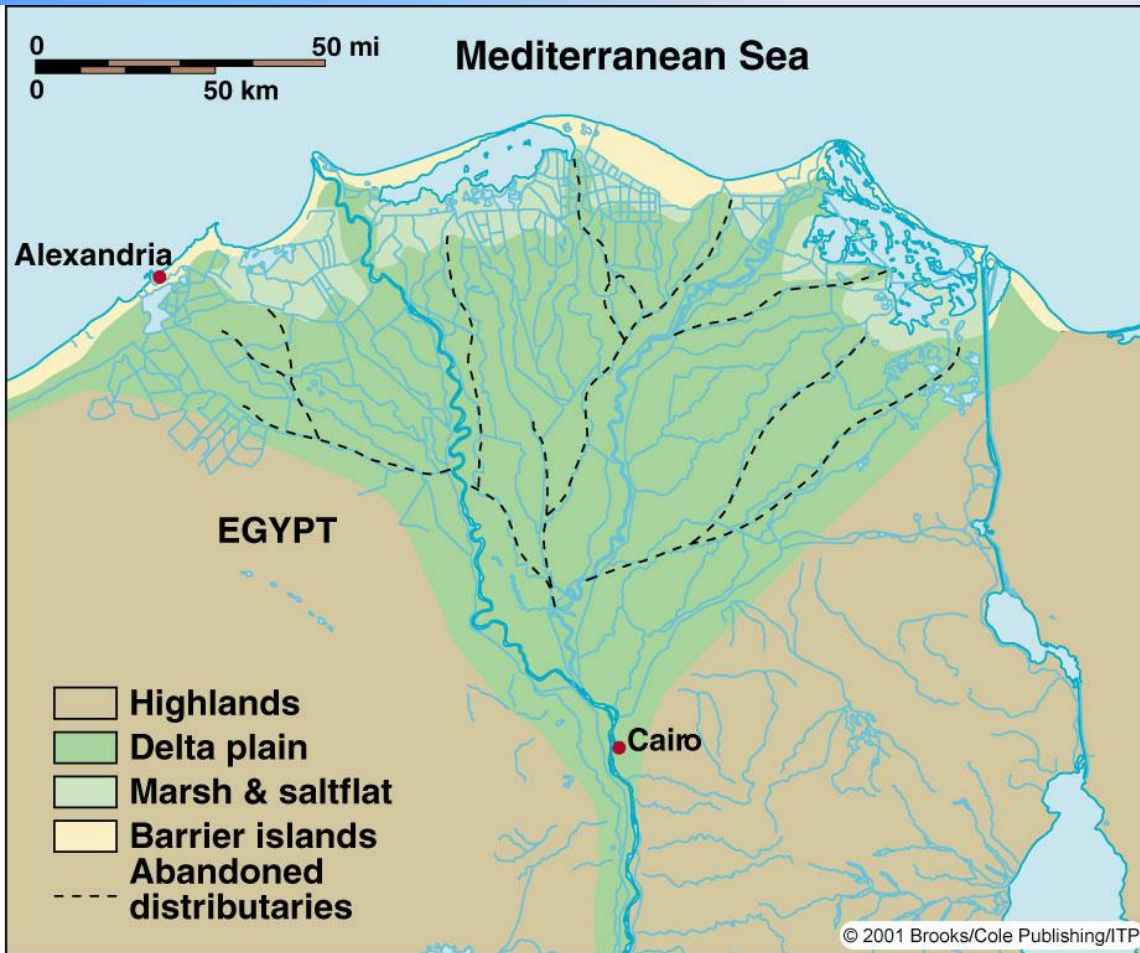 0 50 mi
0 50 km
Mediterranean Sea
Alexandria
EGYPT
Cairo
Highlands
Delta plain
Marsh & saltflat
Barrier islands
Abandoned
distributaries
© 2001 Brooks/Cole Publishing/ITP